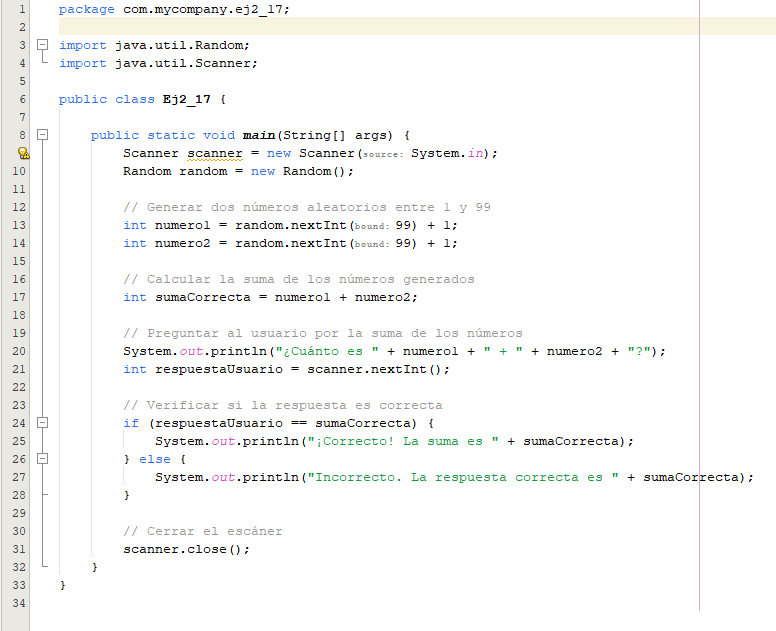 1 package com.mycompany.ej2_17;
2
3 import java.util.Random;
4 import java.util.Scanner;
5
6 public class Ej2_17 {
7
8 public static void main(String[] args) {
Scanner scanner = new Scanner(source: System.in);
10 Random random = new Random();
11
12 // Generar dos números aleatorios entre 1 y 99
13 int numero1 = random.nextInt(bound: 99) + 1;
14 int numero2 = random.nextInt(bound: 99) + 1;
15
16 // Calcular la suma de los números generados
17 int sumaCorrecta = numero1 + numero2;
18
19 // Preguntar al usuario por la suma de los números
20 System.out.println("¿Cuánto es " + numero1 + " + " + numero2 + "?");
21 int respuestaUsuario = scanner.nextInt();
22
23 // Verificar si la respuesta es correcta
24 if (respuestaUsuario == sumaCorrecta) {
25 System.out.println("¡Correcto! La suma es " + sumaCorrecta);
26 } else {
27 System.out.println("Incorrecto. La respuesta correcta es " + sumaCorrecta);
28 }
29
30 // Cerrar el escáner
31 scanner.close();
32 }
33 }
34